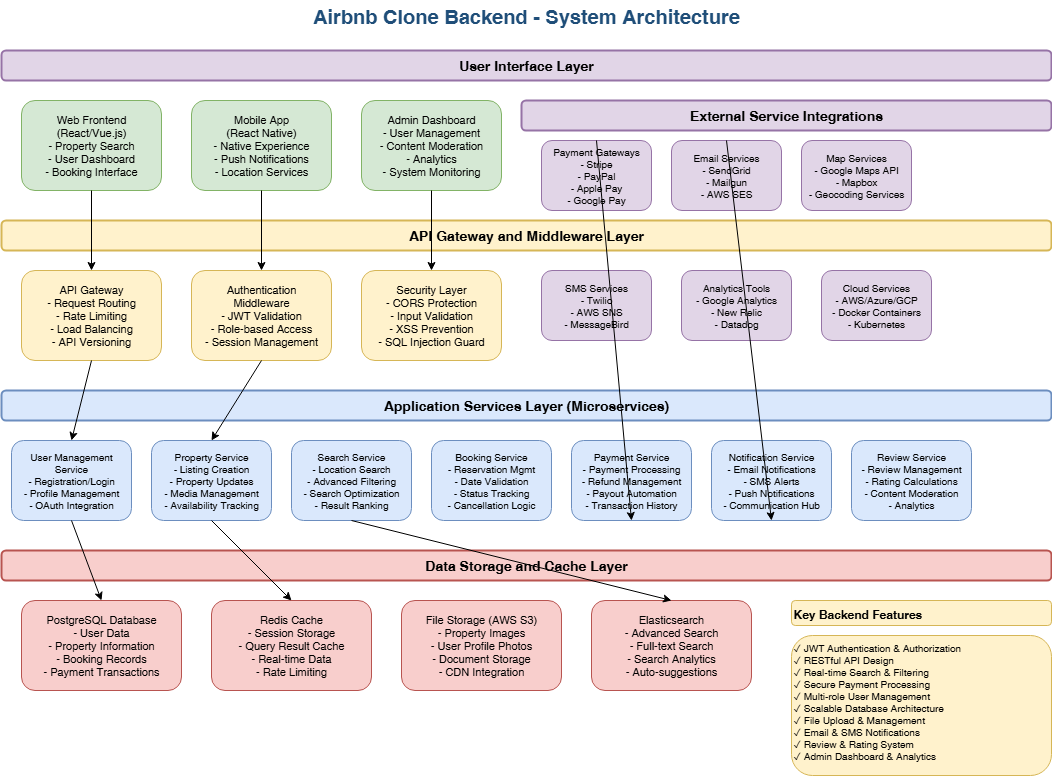 Airbnb Clone Backend - System Architecture
User Interface Layer
Web Frontend
(React/Vue.js)
- Property Search
- User Dashboard
- Booking Interface
Mobile App
(React Native)
- Native Experience
- Push Notifications
- Location Services
Admin Dashboard
- User Management
- Content Moderation
- Analytics
- System Monitoring
External Service Integrations
Payment Gateways
- Stripe
- PayPal
- Apple Pay
- Google Pay
Email Services
- SendGrid
- Mailgun
- AWS SES
Map Services
- Google Maps API
- Mapbox
- Geocoding Services
API Gateway and Middleware Layer
API Gateway
- Request Routing
- Rate Limiting
- Load Balancing
- API Versioning
Authentication
Middleware
- JWT Validation
- Role-based Access
- Session Management
Security Layer
- CORS Protection
- Input Validation
- XSS Prevention
- SQL Injection Guard
SMS Services
- Twilio
- AWS SNS
- MessageBird
Analytics Tools
- Google Analytics
- New Relic
- Datadog
Cloud Services
- AWS/Azure/GCP
- Docker Containers
- Kubernetes
Application Services Layer (Microservices)
User Management
Service
- Registration/Login
- Profile Management
- OAuth Integration
Property Service
- Listing Creation
- Property Updates
- Media Management
- Availability Tracking
Search Service
- Location Search
- Advanced Filtering
- Search Optimization
- Result Ranking
Booking Service
- Reservation Mgmt
- Date Validation
- Status Tracking
- Cancellation Logic
Payment Service
- Payment Processing
- Refund Management
- Payout Automation
- Transaction History
Notification Service
- Email Notifications
- SMS Alerts
- Push Notifications
- Communication Hub
Review Service
- Review Management
- Rating Calculations
- Content Moderation
- Analytics
Data Storage and Cache Layer
PostgreSQL Database
- User Data
- Property Information
- Booking Records
- Payment Transactions
Redis Cache
- Session Storage
- Query Result Cache
- Real-time Data
- Rate Limiting
File Storage (AWS S3)
- Property Images
- User Profile Photos
- Document Storage
- CDN Integration
Elasticsearch
- Advanced Search
- Full-text Search
- Search Analytics
- Auto-suggestions
Key Backend Features
✓ JWT Authentication & Authorization
✓ RESTful API Design
✓ Real-time Search & Filtering
✓ Secure Payment Processing
✓ Multi-role User Management
✓ Scalable Database Architecture
✓ File Upload & Management
✓ Email & SMS Notifications
✓ Review & Rating System
✓ Admin Dashboard & Analytics